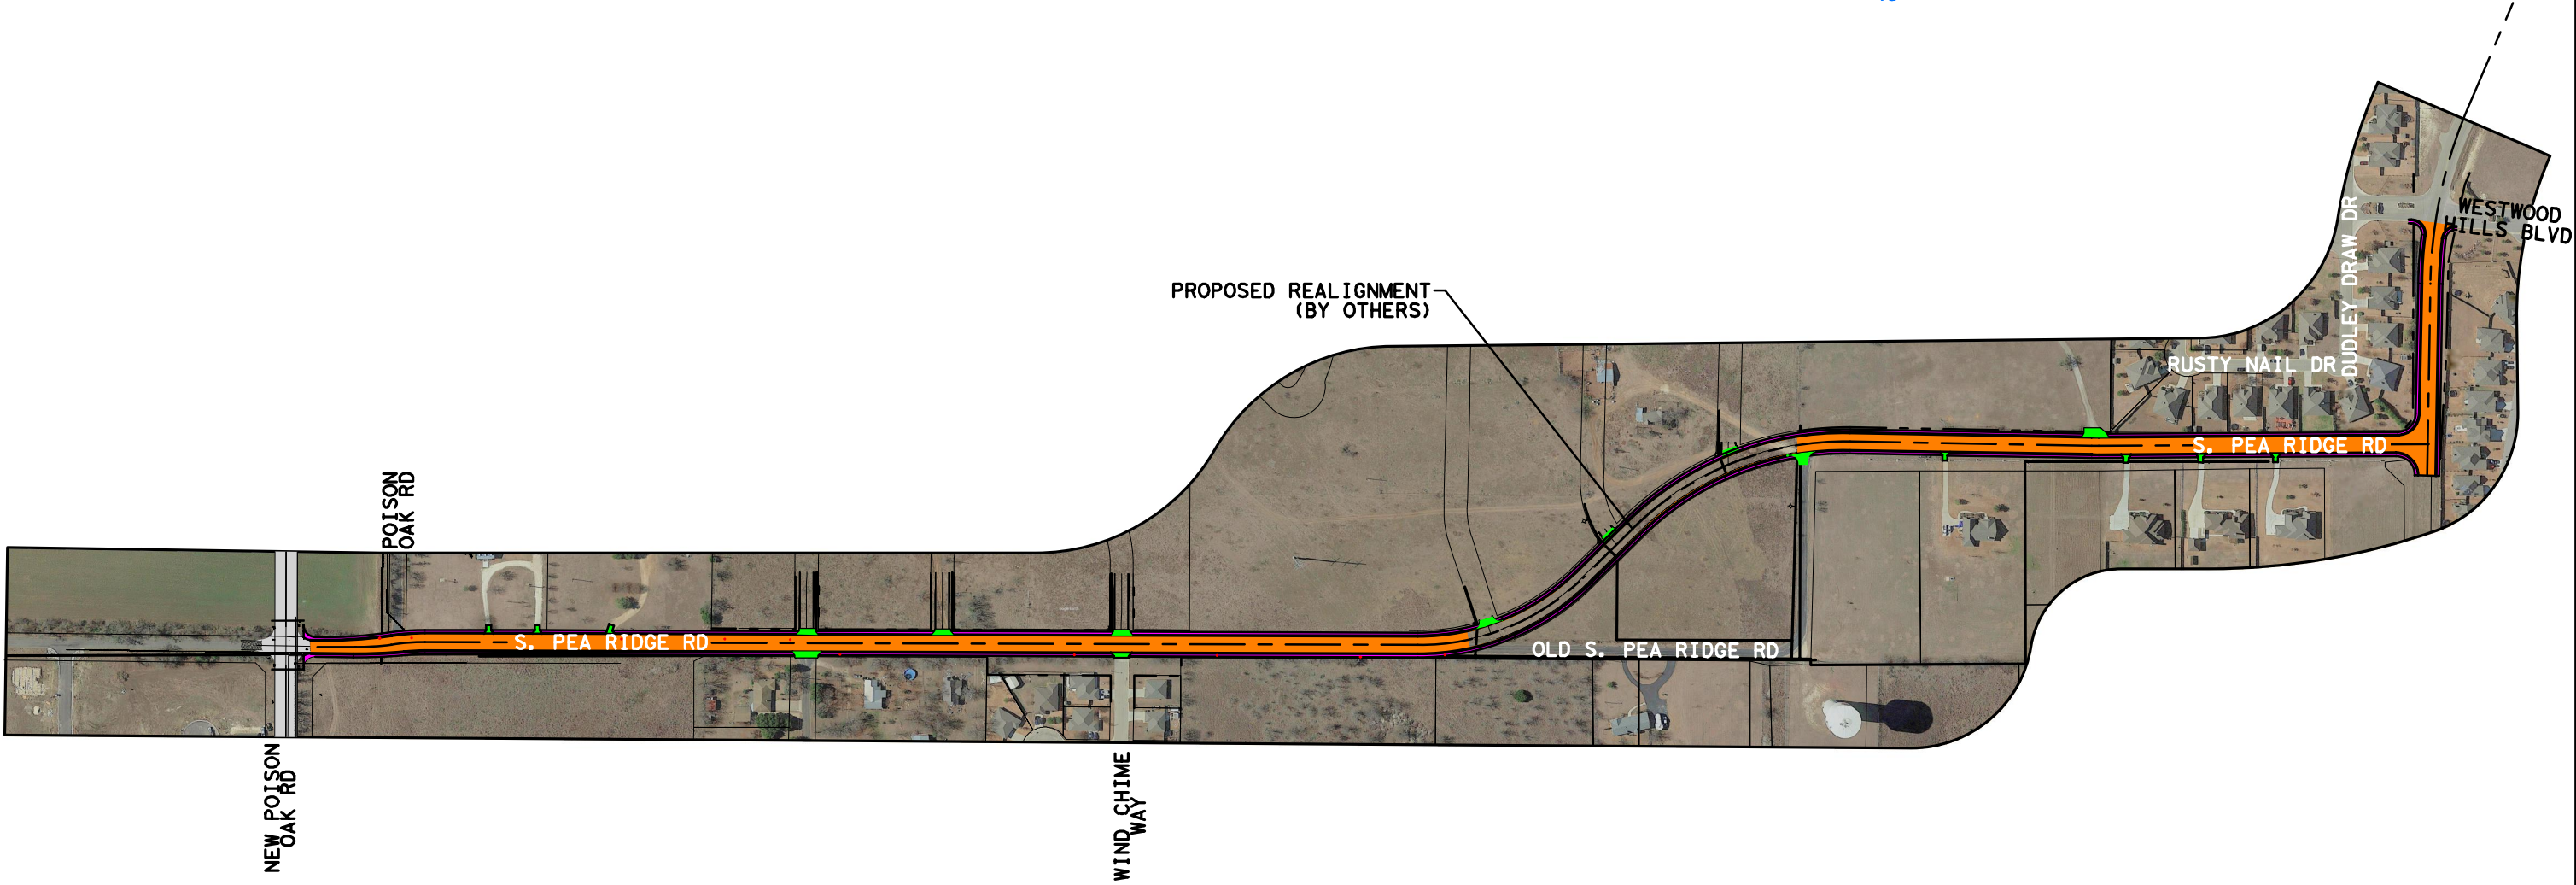 WESTWOOD
HILLS BLVD
DUDLEY DRAW DR
PROPOSED REALIGNMENT
(BY OTHERS)
RUSTY NAIL DR
S. PEA RIDGE RD
POISON
OAK RD
S. PEA RIDGE RD
OLD S. PEA RIDGE RD
NEW POISON
OAK RD
WIND CHIME
WAY